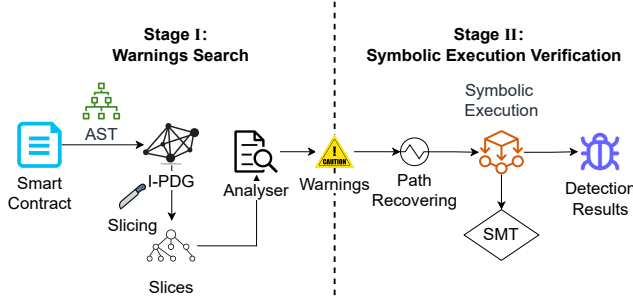 Stage I:
Warnings Search
Stage II:
Symbolic Execution Verification
AST
Smart
Contract
I-PDG
Slicing
Slices
Analyser
CAUTION
Warnings
Path
Recovering
Symbolic
Execution
SMT
Detection
Results